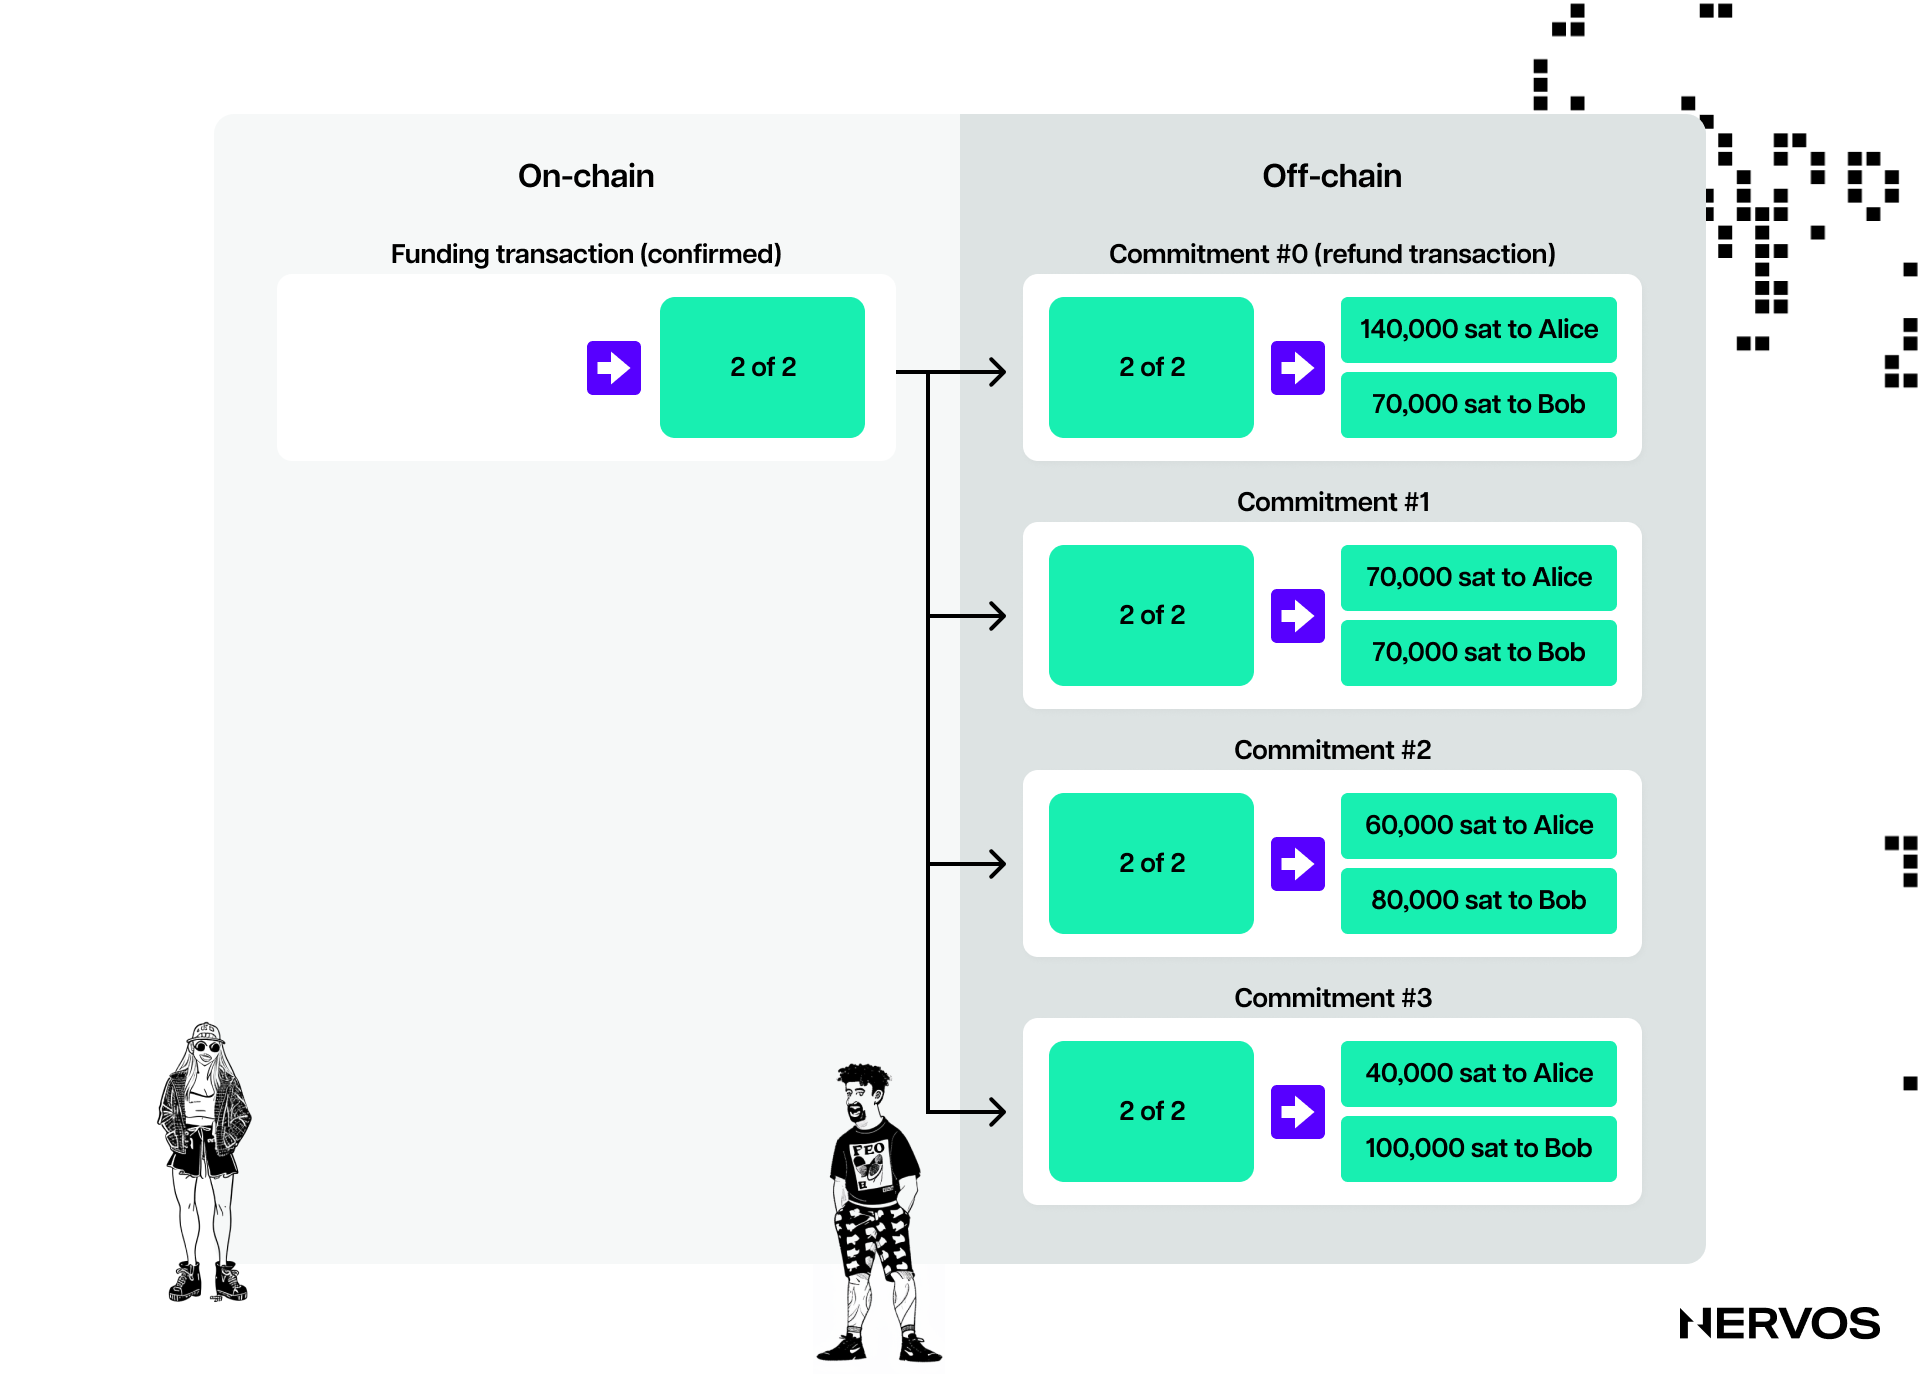 On-chain
Funding transaction (confirmed)
2 of 2
Off-chain
Commitment #0 (refund transaction)
2 of 2
140,000 sat to Alice
70,000 sat to Bob
Commitment #1
2 of 2
70,000 sat to Alice
70,000 sat to Bob
Commitment #2
2 of 2
60,000 sat to Alice
80,000 sat to Bob
Commitment #3
2 of 2
40,000 sat to Alice
100,000 sat to Bob
FEO
NERVOS